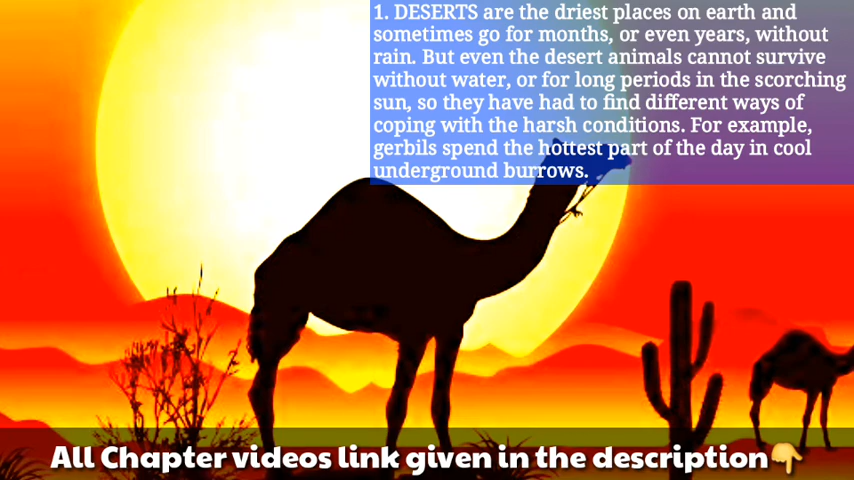 1. DESERTS are the driest places on earth and
sometimes go for months, or even years, without
rain. But even the desert animals cannot survive
without water, or for long periods in the scorching
sun, so they have had to find different ways of
coping with the harsh conditions. For example,
gerbils spend the hottest part of the day in cool
underground burrows.
All Chapter videos link given in the description👇